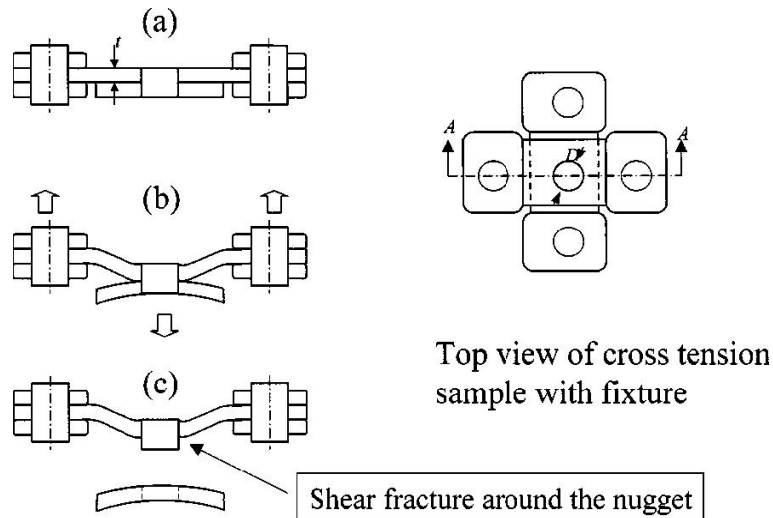 (a)
t
A
A
D
(b)
(c)
Top view of cross tension
sample with fixture
Shear fracture around the nugget